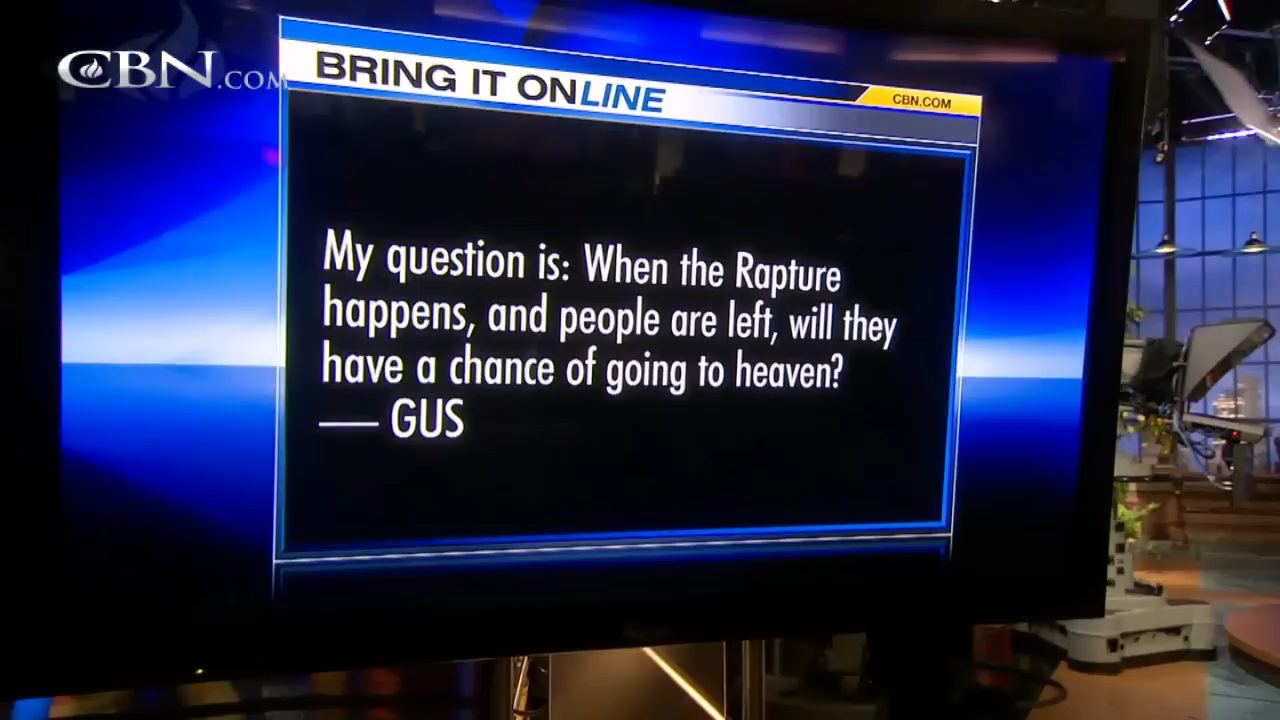 CBN.COM
BRING IT ONLINE
CBN.COM
My question is: When the Rapture
happens, and people are left, will they
have a chance of going to heaven?
— GUS